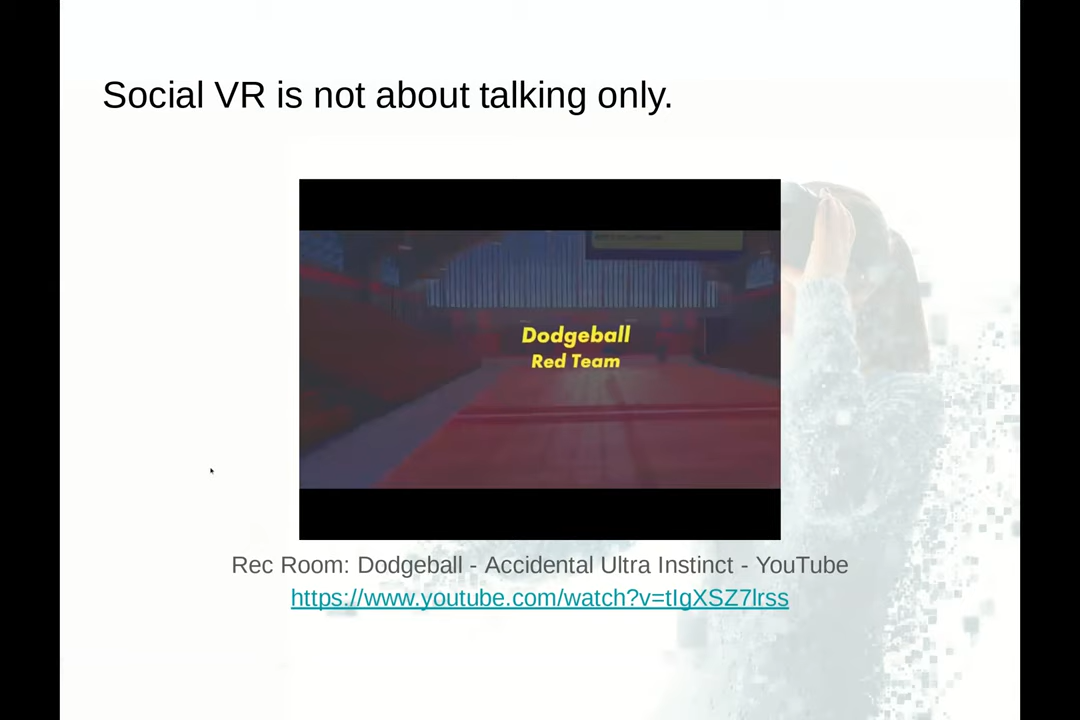 Social VR is not about talking only.
Dodgeball
Red Team
Rec Room: Dodgeball - Accidental Ultra Instinct - YouTube
https://www.youtube.com/watch?v=tIgXSZ7lrss